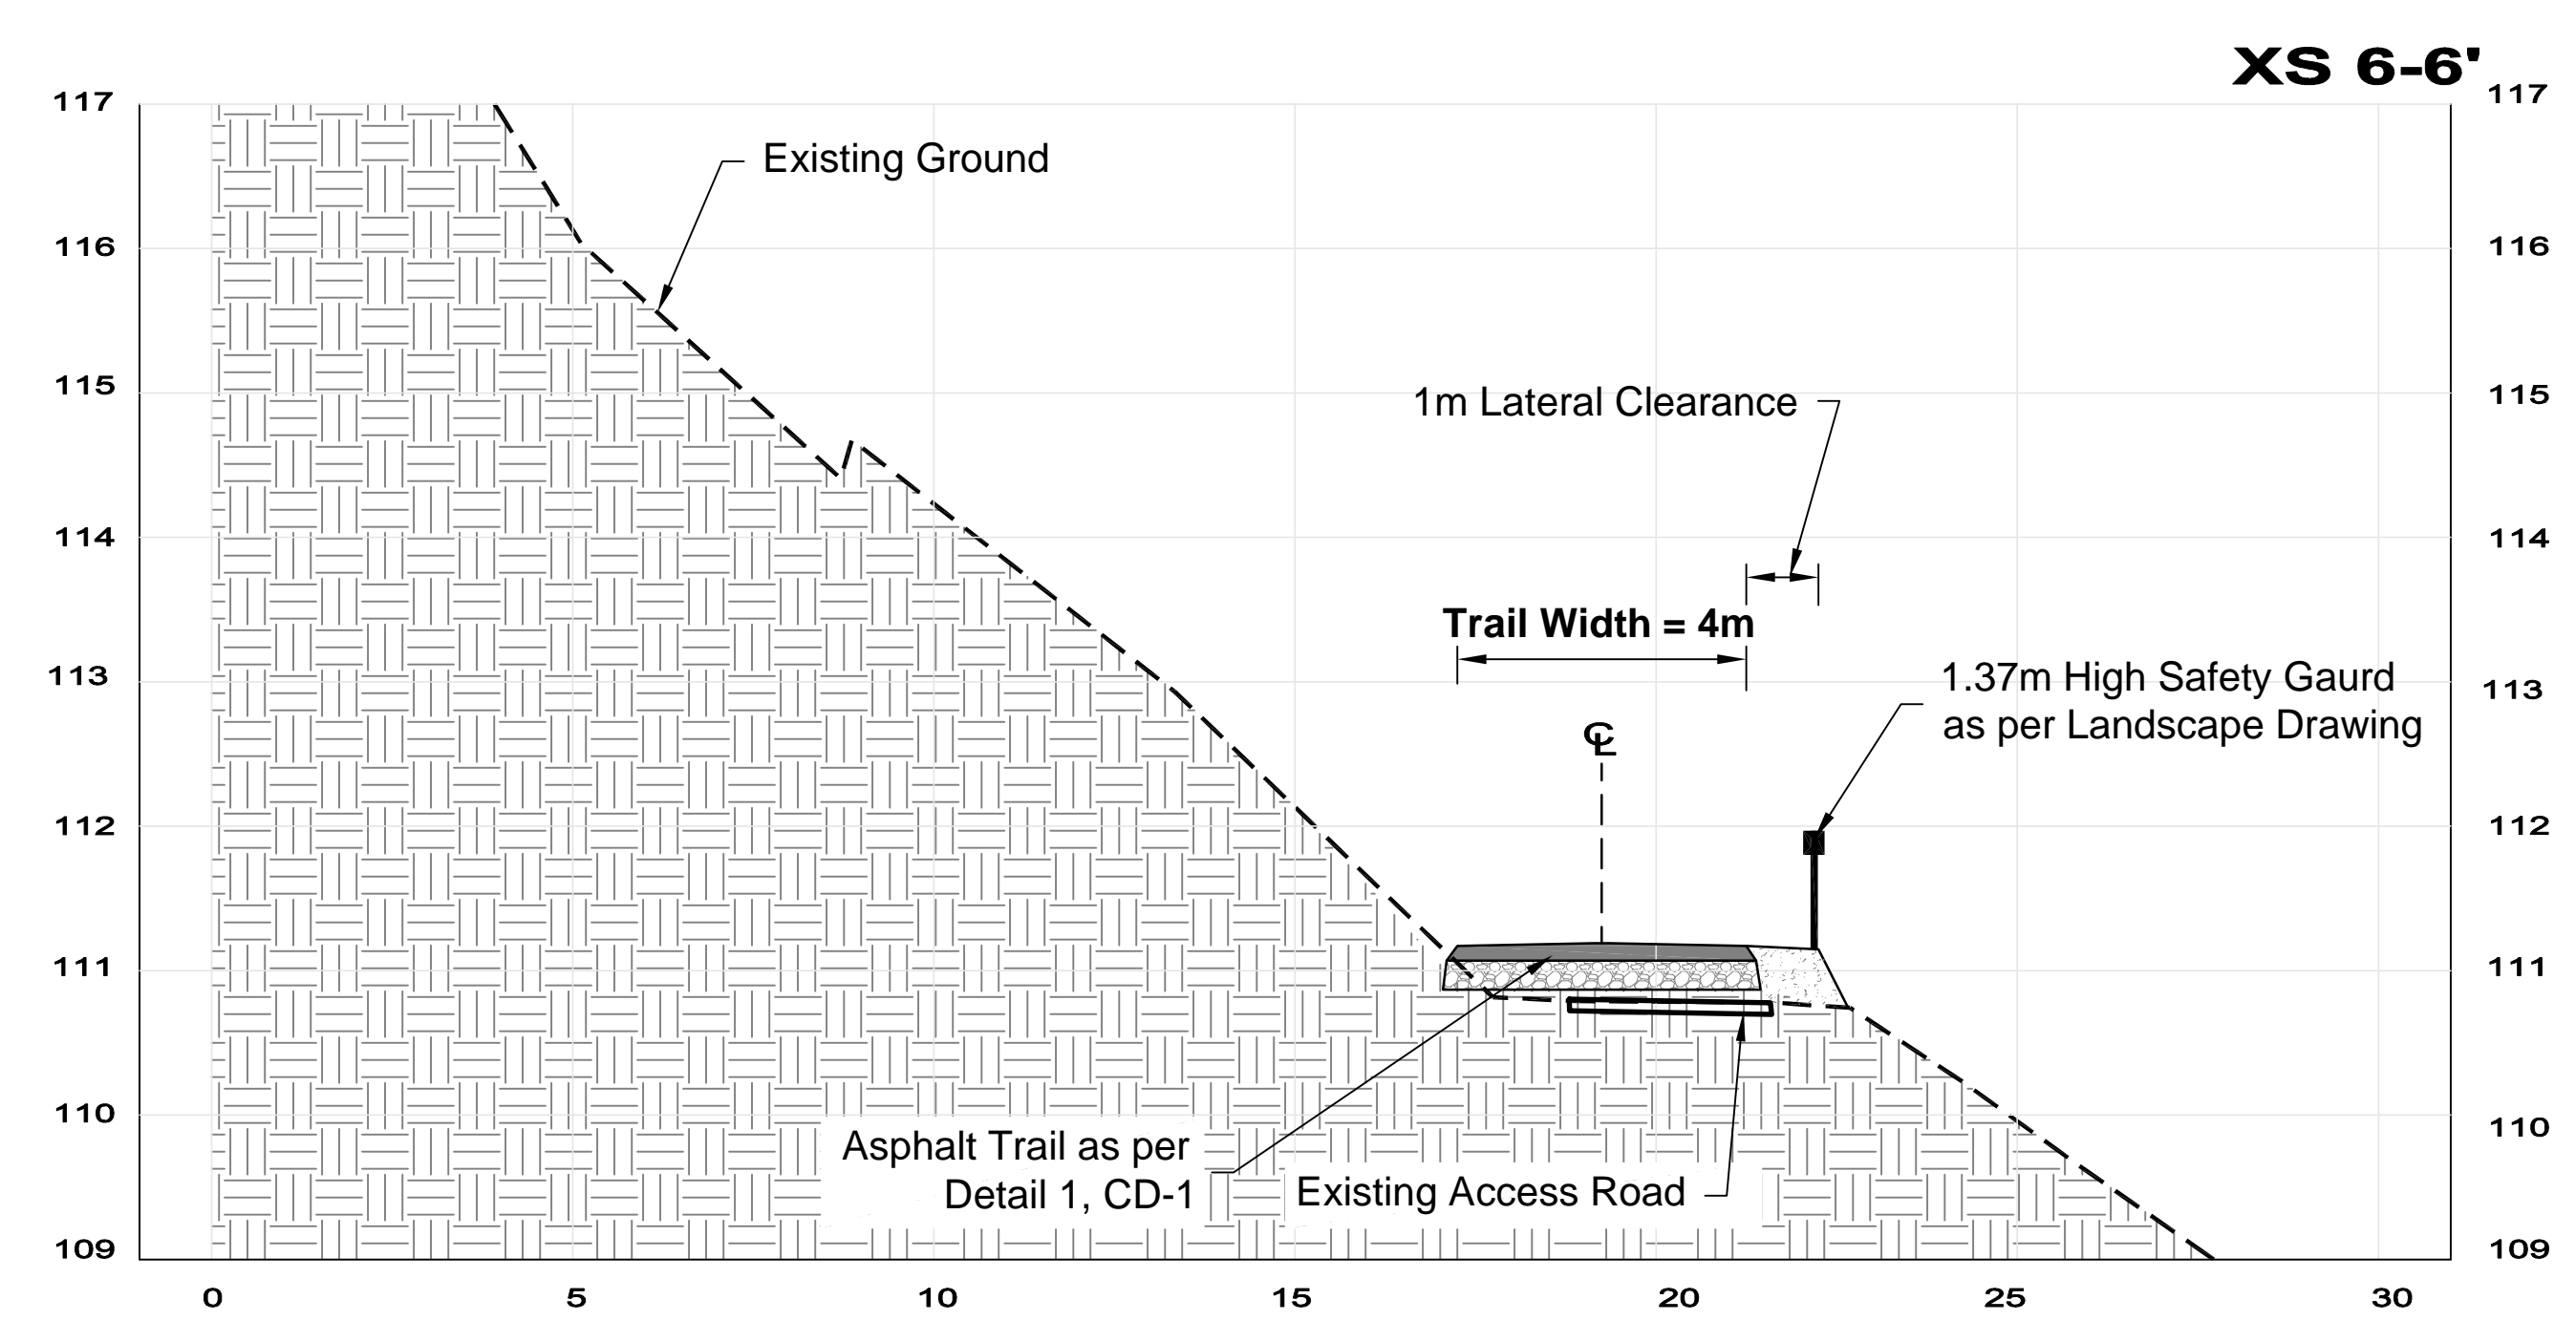 XS 6-6'
117 117
Existing Ground
116 116
115 115
1m Lateral Clearance
114 114
Trail Width = 4m
113 113
1.37m High Safety Gaurd
as per Landscape Drawing
℄
112 112
111 111
110 110
Asphalt Trail as per
Detail 1, CD-1
Existing Access Road
109 109
0 5 10 15 20 25 30